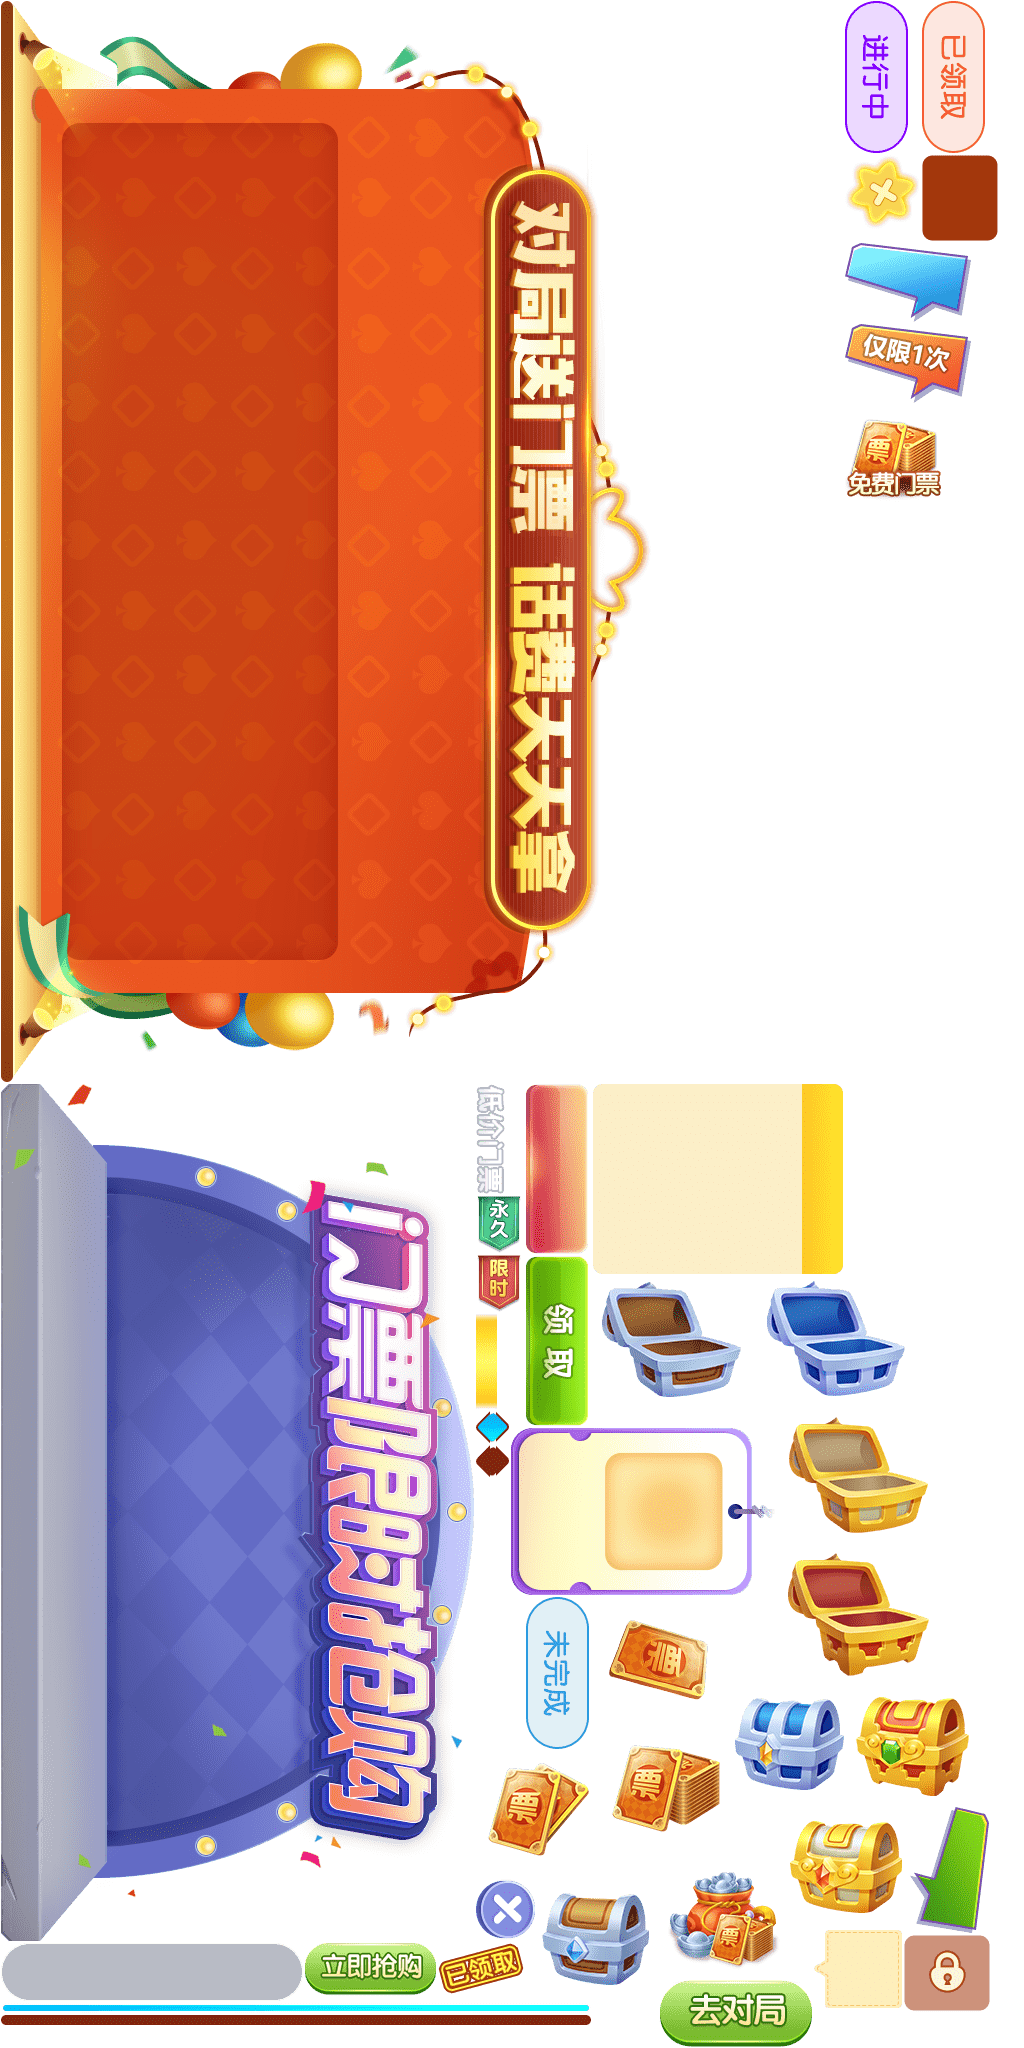 进行中
已领取
仅限1次
票
免费门票
对局送门票 话费天天拿
低价门票
永久
限时
领取
门票限时抢购
未完成
票
票
票
票
立即抢购
已领取
去对局